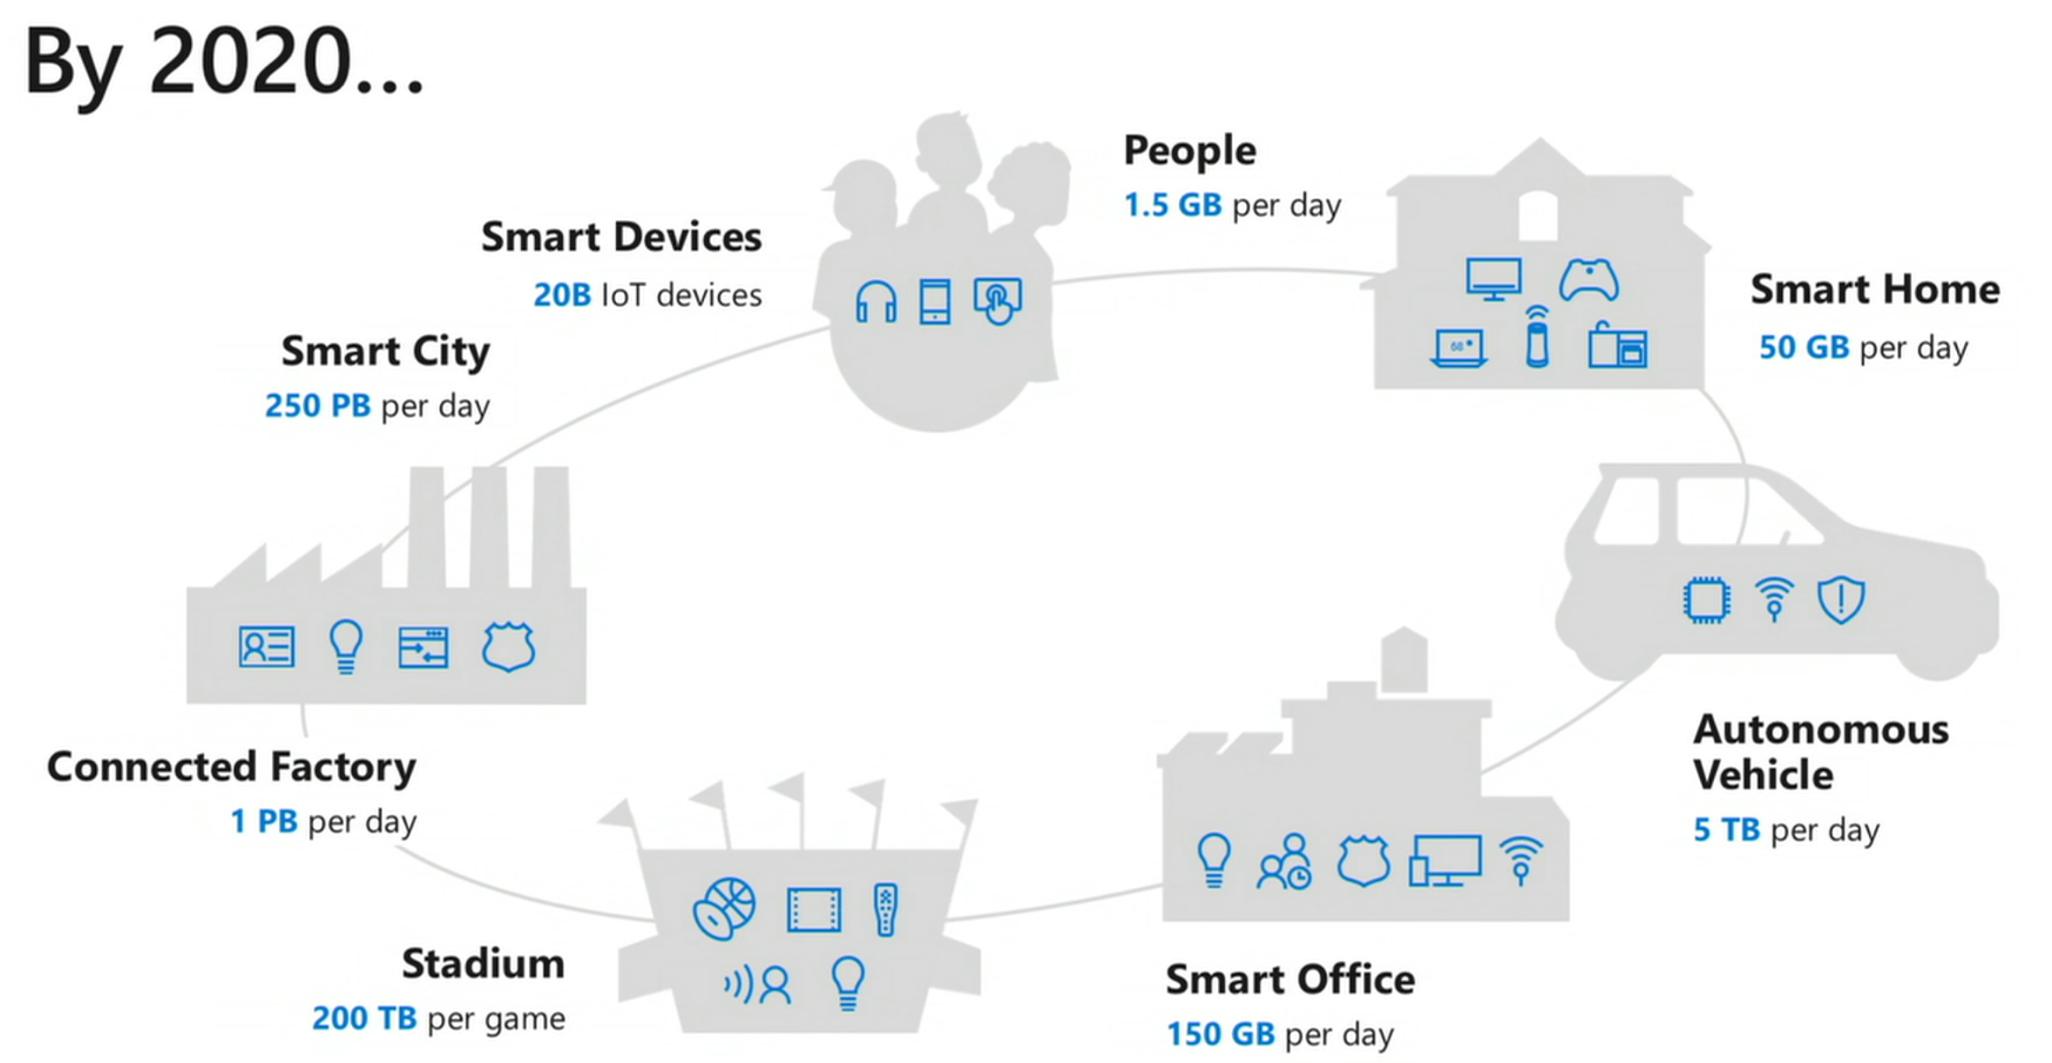 By 2020...
People
1.5 GB per day
Smart Devices
20B IoT devices
Smart Home
50 GB per day
Smart City
250 PB per day
68°
Autonomous
Vehicle
5 TB per day
Connected Factory
1 PB per day
Stadium
200 TB per game
Smart Office
150 GB per day